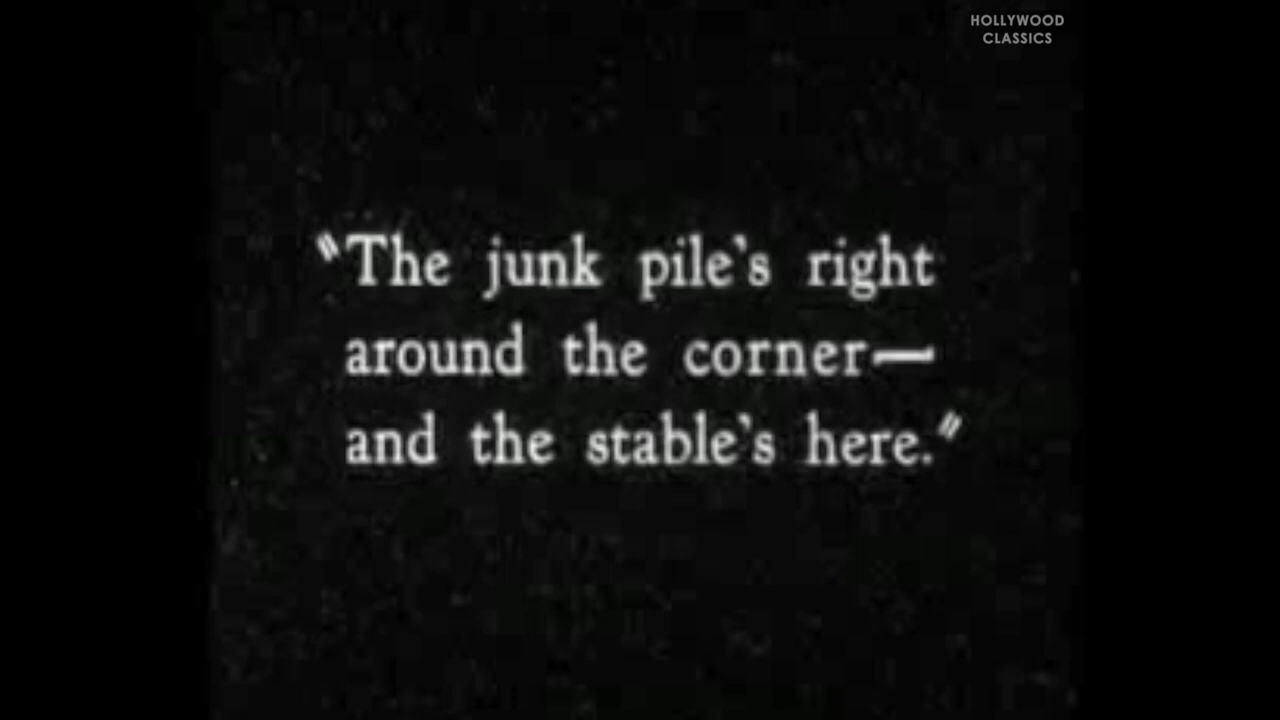 HOLLYWOOD
CLASSICS
"The junk pile's right
around the corner—
and the stable's here."